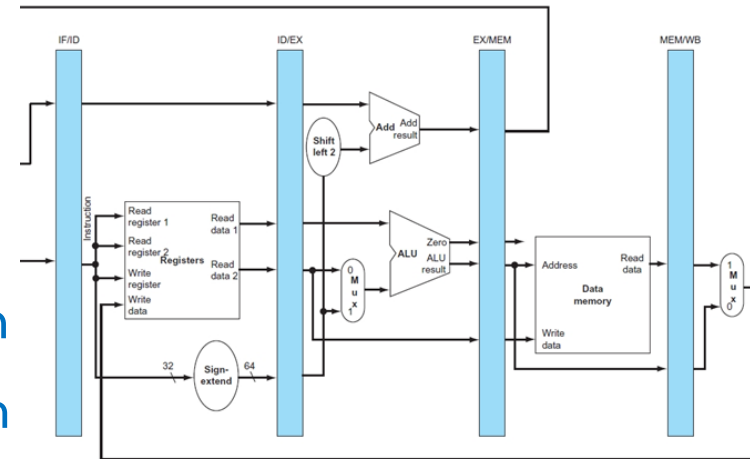 IF/ID
ID/EX
EX/MEM
MEM/WB
Add
Add
result
Shift
left 2
Instruction
Read
register 1
Read
data 1
Read
register 2
Registers
Read
data 2
Write
register
Write
data
0
M
u
x
1
Zero
ALU
ALU
result
Address
Read
data
Data
memory
Write
data
1
M
u
x
0
32
Sign-
extend
64
n
n